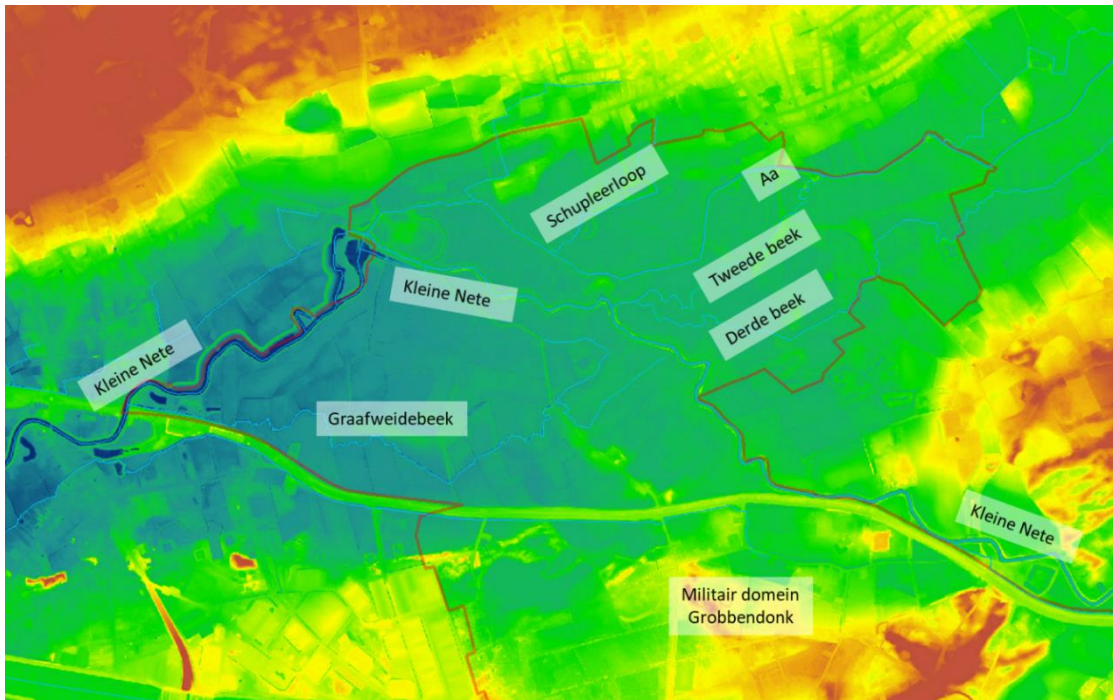 Schupleerloop
Aa
Tweede beek
Kleine Nete
Derde beek
Kleine Nete
Graafweidebeek
Kleine Nete
Militair domein
Grobbendonk